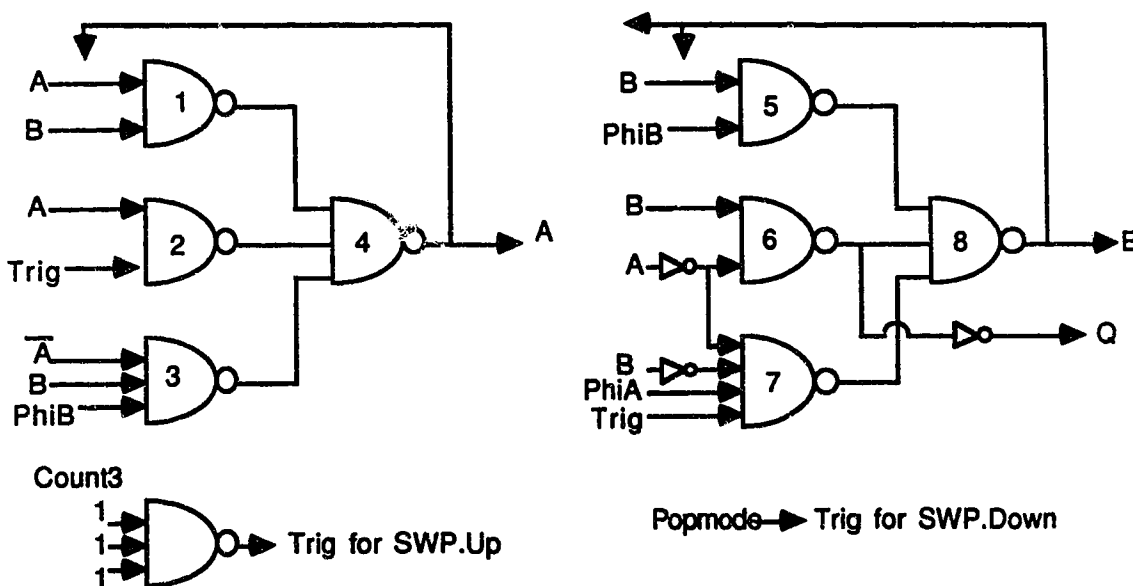 A
B
1
A
Trig
2
4
A
Ā
B
PhiB
3
Count3
1
1
1
Trig for SWP.Up
B
PhiB
5
B
A
6
8
Q
B
PhiA
Trig
7
Popmode
Trig for SWP.Down